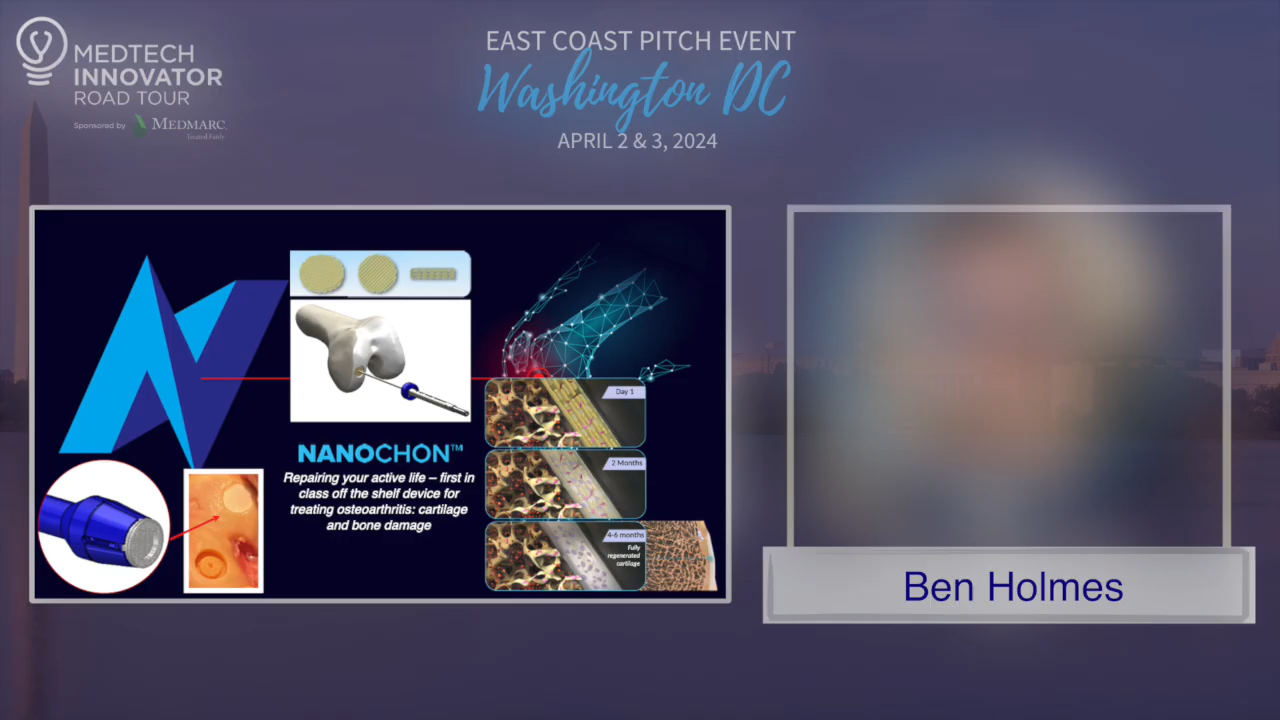 MEDTECH
INNOVATOR
ROAD TOUR
Sponsored by MEDMARC
Treated Fairly
EAST COAST PITCH EVENT
Washington DC
APRIL 2 & 3, 2024
NANOCHON™
Repairing your active life – first in
class off the shelf device for
treating osteoarthritis: cartilage
and bone damage
Day 1
2 Months
4-6 months
Fully
regenerated
cartilage
Ben Holmes